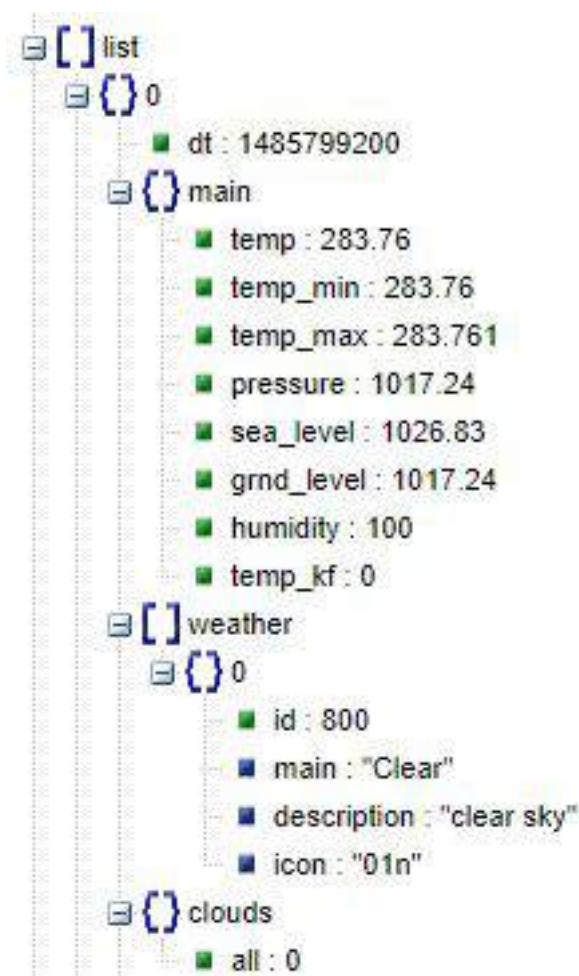 [ ] list
{ } 0
dt : 1485799200
{ } main
temp : 283.76
temp_min : 283.76
temp_max : 283.761
pressure : 1017.24
sea_level : 1026.83
grnd_level : 1017.24
humidity : 100
temp_kf : 0
[ ] weather
{ } 0
id : 800
main : "Clear"
description : "clear sky"
icon : "01n"
{ } clouds
all : 0